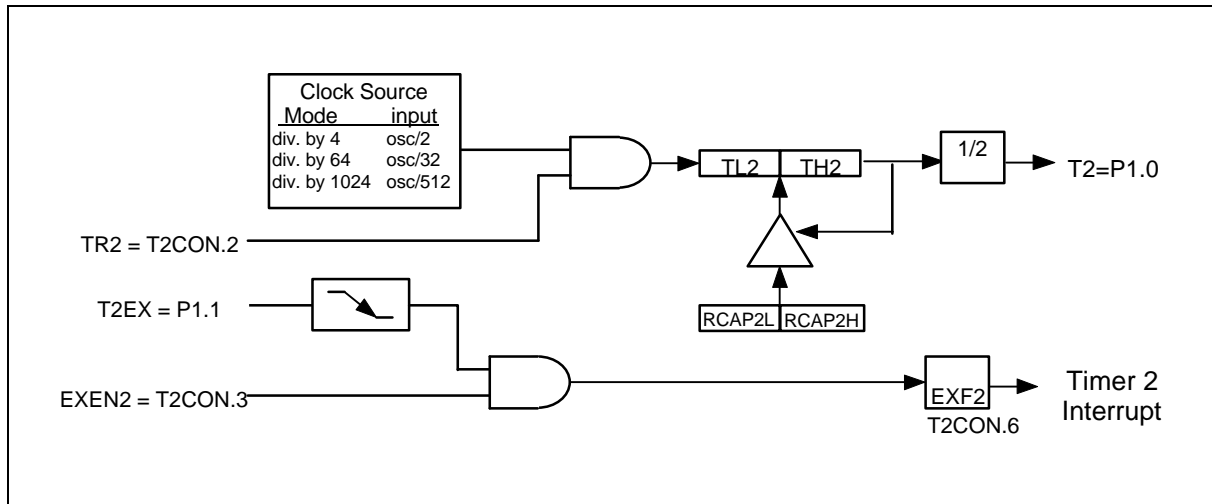 Clock Source
Mode input
div. by 4 osc/2
div. by 64 osc/32
div. by 1024 osc/512
TL2 TH2
1/2
T2=P1.0
TR2 = T2CON.2
T2EX = P1.1
RCAP2L RCAP2H
EXEN2 = T2CON.3
EXF2
T2CON.6
Timer 2
Interrupt